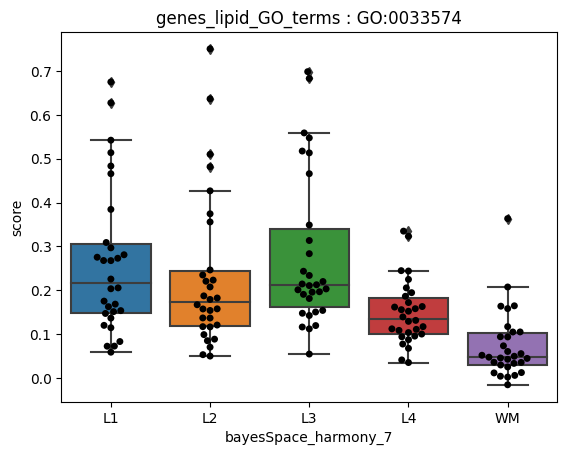 genes_lipid_GO_terms : GO:0033574
score
0.7
0.6
0.5
0.4
0.3
0.2
0.1
0.0
L1 L2 L3 L4 WM
bayesSpace_harmony_7